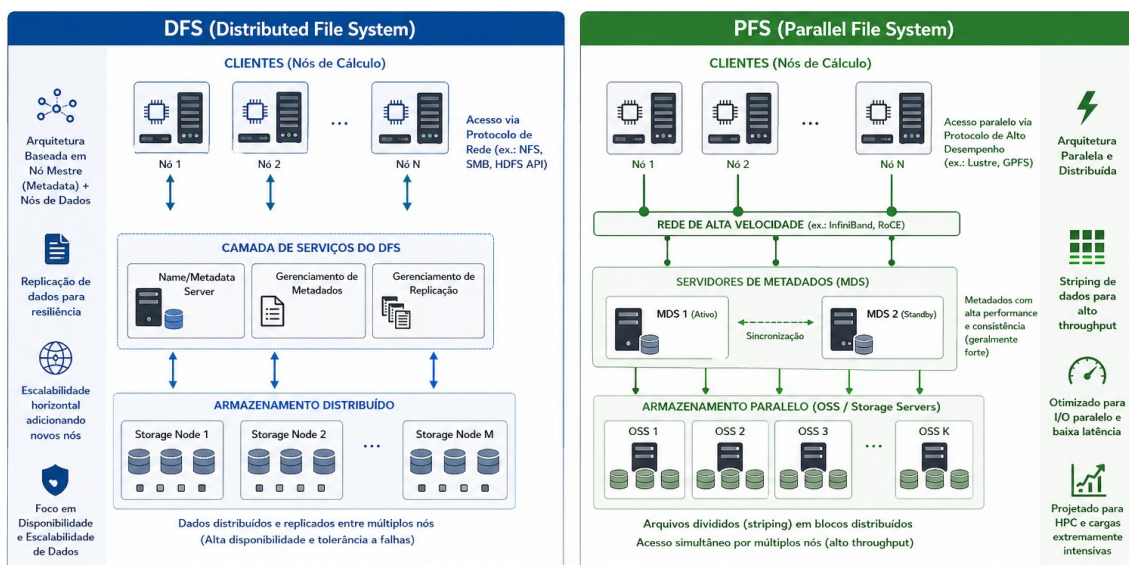 DFS (Distributed File System)
CLIENTES (Nós de Cálculo)
Nó 1
Nó 2
...
Nó N
Acesso via
Protocolo de
Rede (ex.: NFS,
SMB, HDFS API)
Arquitetura
Baseada em
Nó Mestre
(Metadata) +
Nós de Dados
Replicação de
dados para
resiliência
Escalabilidade
horizontal
adicionando
novos nós
Foco em
Disponibilidade
e Escalabilidade
de Dados
CAMADA DE SERVIÇOS DO DFS
Name/Metadata
Server
Gerenciamento de
Metadados
Gerenciamento de
Replicação
ARMAZENAMENTO DISTRIBUÍDO
Storage Node 1
Storage Node 2
...
Storage Node M
Dados distribuídos e replicados entre múltiplos nós
(Alta disponibilidade e tolerância a falhas)
PFS (Parallel File System)
CLIENTES (Nós de Cálculo)
Nó 1
Nó 2
...
Nó N
Acesso paralelo via
Protocolo de Alto
Desempenho
(ex.: Lustre, GPFS)
REDE DE ALTA VELOCIDADE (ex.: InfiniBand, RoCE)
SERVIDORES DE METADADOS (MDS)
MDS 1 (Ativo)
Sincronização
MDS 2 (Standby)
Metadados com
alta performance
e consistência
(geralmente
forte)
ARMAZENAMENTO PARALELO (OSS / Storage Servers)
OSS 1
OSS 2
OSS 3
...
OSS K
Arquivos divididos (striping) em blocos distribuídos
Acesso simultâneo por múltiplos nós (alto throughput)
Arquitetura
Paralela e
Distribuída
Striping de
dados para
alto
throughput
Otimizado para
I/O paralelo e
baixa latência
Projetado para
HPC e cargas
extremamente
intensivas